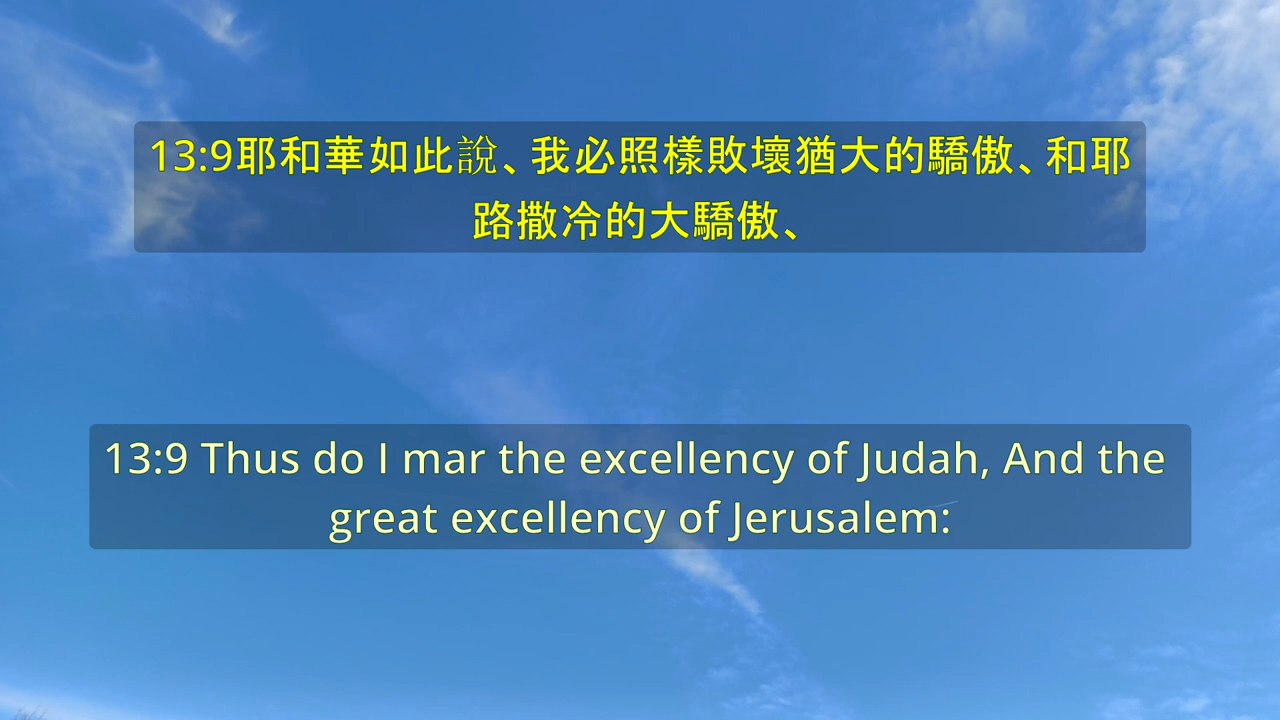 13:9耶和華如此說、我必照樣敗壞猶大的驕傲、和耶
路撒冷的大驕傲、
13:9 Thus do I mar the excellency of Judah, And the
great excellency of Jerusalem: